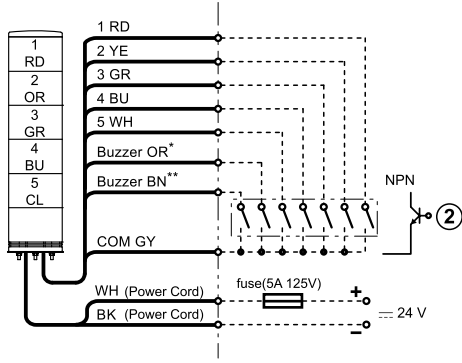 1 RD
2 YE
3 GR
4 BU
5 WH
Buzzer OR*
Buzzer BN**
COM GY
WH (Power Cord)
BK (Power Cord)
1
RD
2
OR
3
GR
4
BU
5
CL
NPN
2
fuse(5A 125V)
+
24 V
−